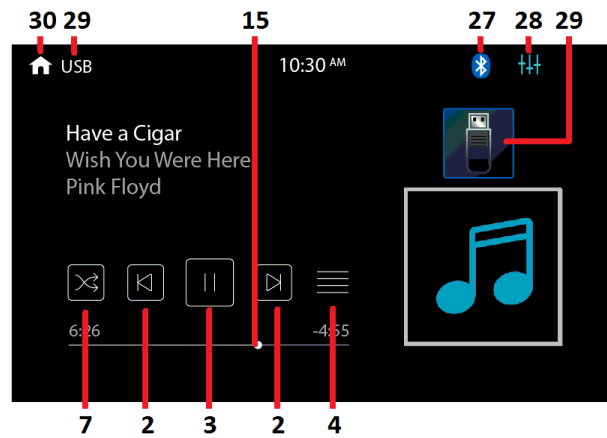 30 29 15 27 28 29
USB 10:30 AM
Have a Cigar
Wish You Were Here
Pink Floyd
6:26 -4:55
7 2 3 2 4